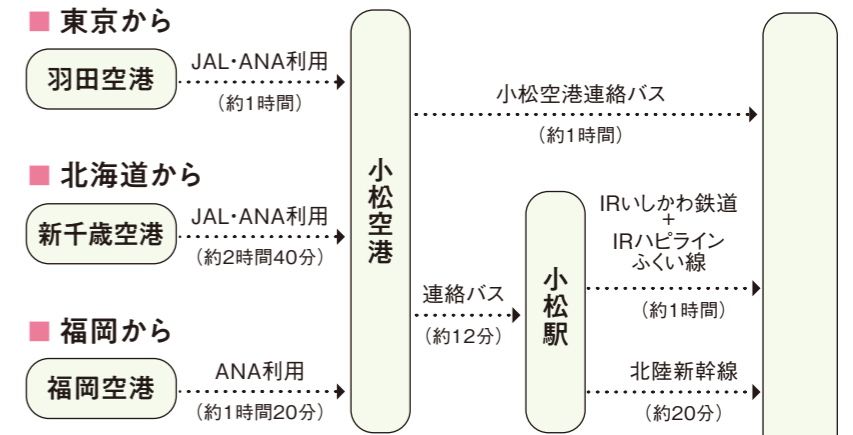 ■ 東京から
羽田空港
JAL・ANA利用
(約1時間)
■ 北海道から
新千歳空港
JAL・ANA利用
(約2時間40分)
■ 福岡から
福岡空港
ANA利用
(約1時間20分)
小松空港
小松空港連絡バス
(約1時間)
連絡バス
(約12分)
小松駅
IRいしかわ鉄道
+
IRハピライン
ふくい線
(約1時間)
北陸新幹線
(約20分)